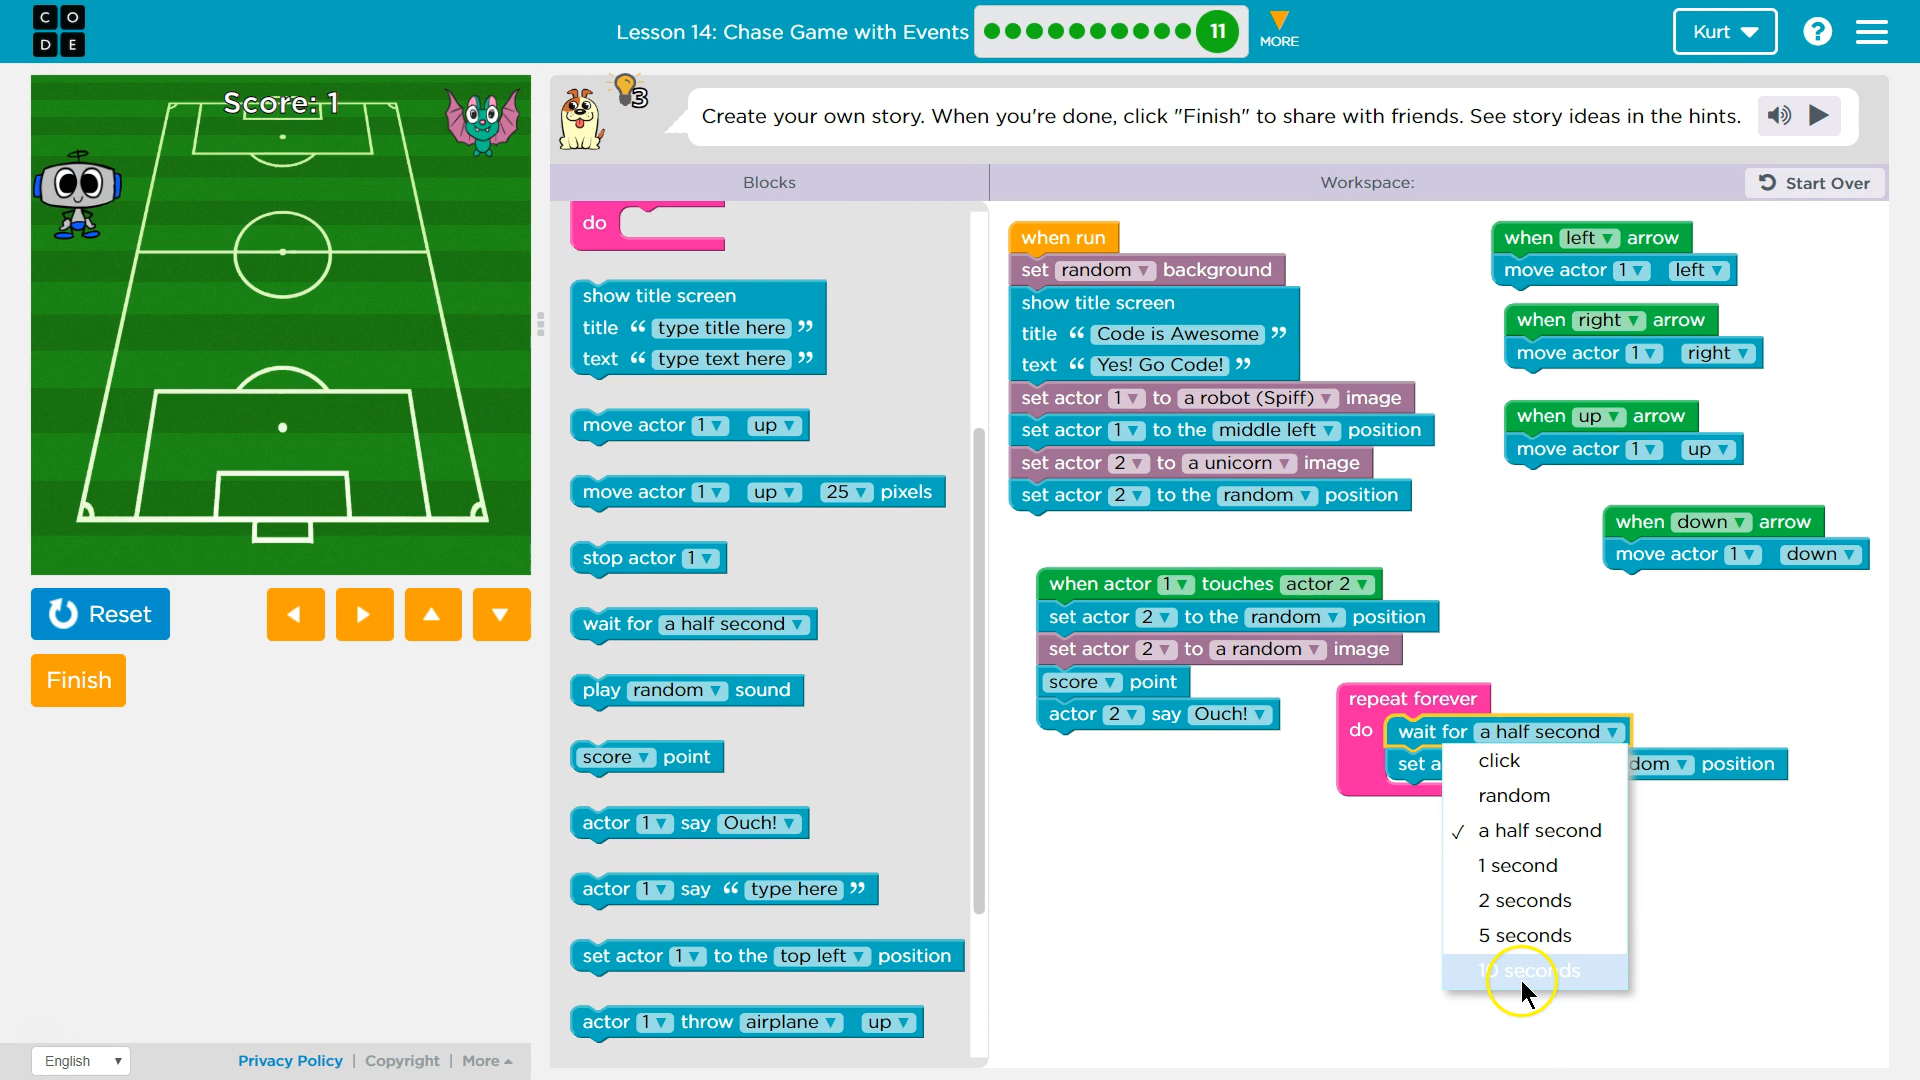 C O
D E
Lesson 14: Chase Game with Events
11
MORE
Kurt
?
Score: 1
3
Create your own story. When you're done, click "Finish" to share with friends. See story ideas in the hints.
Blocks
Workspace:
Start Over
do
show title screen
title “ type title here ”
text “ type text here ”
move actor 1 up
move actor 1 up 25 pixels
stop actor 1
wait for a half second
play random sound
score point
actor 1 say Ouch!
actor 1 say “ type here ”
set actor 1 to the top left position
actor 1 throw airplane up
when run
set random background
show title screen
title “ Code is Awesome ”
text “ Yes! Go Code! ”
set actor 1 to a robot (Spiff) image
set actor 1 to the middle left position
set actor 2 to a unicorn image
set actor 2 to the random position
when left arrow
move actor 1 left
when right arrow
move actor 1 right
when up arrow
move actor 1 up
when down arrow
move actor 1 down
when actor 1 touches actor 2
set actor 2 to the random position
set actor 2 to a random image
score point
actor 2 say Ouch!
repeat forever
do wait for a half second
set a dom position
click
random
✓ a half second
1 second
2 seconds
5 seconds
10 seconds
Reset
Finish
English
Privacy Policy | Copyright | More